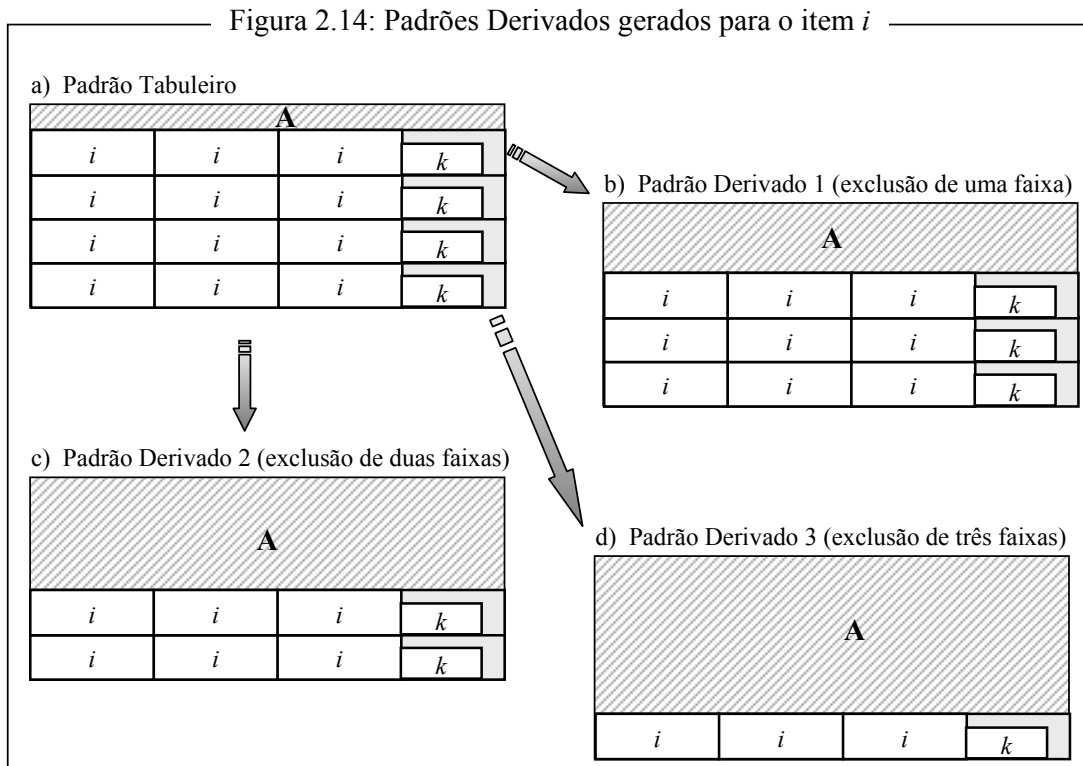 Figura 2.14: Padrões Derivados gerados para o item i
a) Padrão Tabuleiro
A
i i i k
i i i k
i i i k
i i i k
b) Padrão Derivado 1 (exclusão de uma faixa)
A
i i i k
i i i k
i i i k
c) Padrão Derivado 2 (exclusão de duas faixas)
A
i i i k
i i i k
d) Padrão Derivado 3 (exclusão de três faixas)
A
i i i k